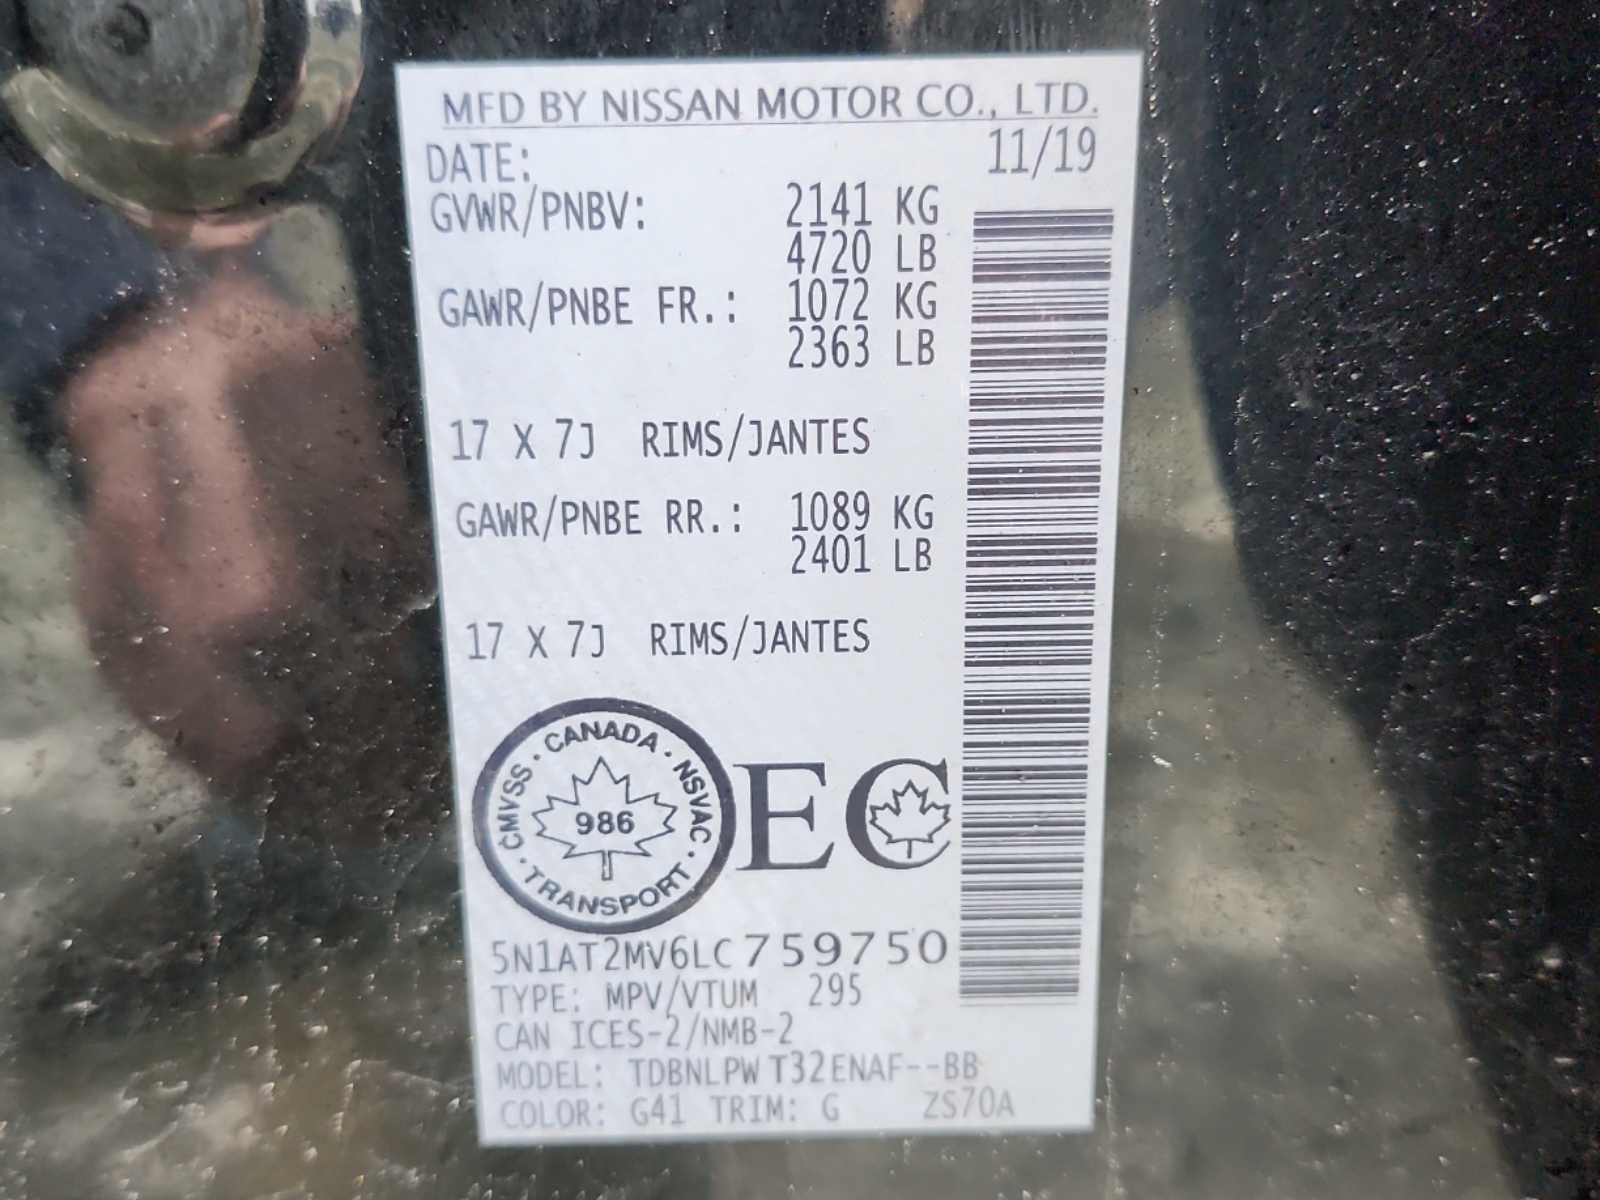 MFD BY NISSAN MOTOR CO., LTD.
DATE: 11/19
GVWR/PNBV: 2141 KG
4720 LB
GAWR/PNBE FR.: 1072 KG
2363 LB
17 X 7J RIMS/JANTES
GAWR/PNBE RR.: 1089 KG
2401 LB
17 X 7J RIMS/JANTES
CMVSS · CANADA · NSVAC · TRANSPORT ·
986
EC
5N1AT2MV6LC759750
TYPE: MPV/VTUM 295
CAN ICES-2/NMB-2
MODEL: TDBNLPW T32ENAF--BB
COLOR: G41 TRIM: G ZS70A